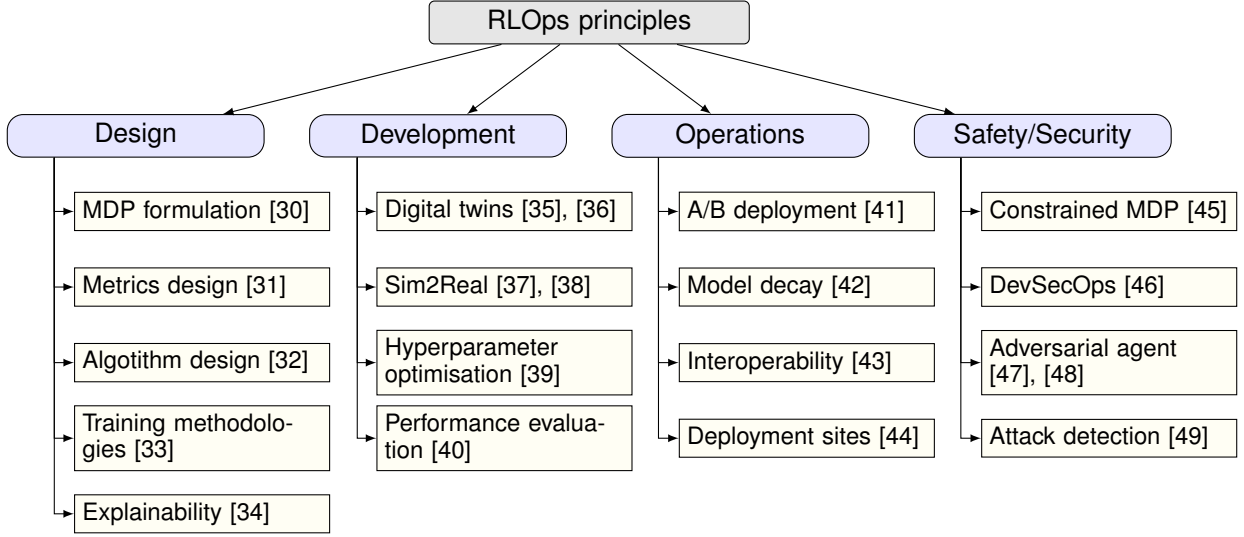 RLOps principles
Design
Development
Operations
Safety/Security
MDP formulation [30]
Metrics design [31]
Algotithm design [32]
Training methodolo-
gies [33]
Explainability [34]
Digital twins [35], [36]
Sim2Real [37], [38]
Hyperparameter
optimisation [39]
Performance evalua-
tion [40]
A/B deployment [41]
Model decay [42]
Interoperability [43]
Deployment sites [44]
Constrained MDP [45]
DevSecOps [46]
Adversarial agent
[47], [48]
Attack detection [49]